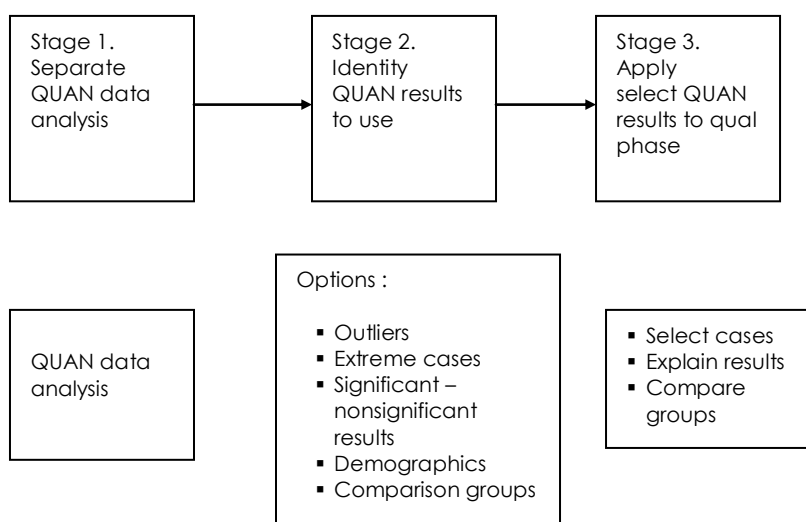 Stage 1.
Separate
QUAN data
analysis
Stage 2.
Identity
QUAN results
to use
Stage 3.
Apply
select QUAN
results to qual
phase
QUAN data
analysis
Options :
▪ Outliers
▪ Extreme cases
▪ Significant –
nonsignificant
results
▪ Demographics
▪ Comparison groups
▪ Select cases
▪ Explain results
▪ Compare
groups